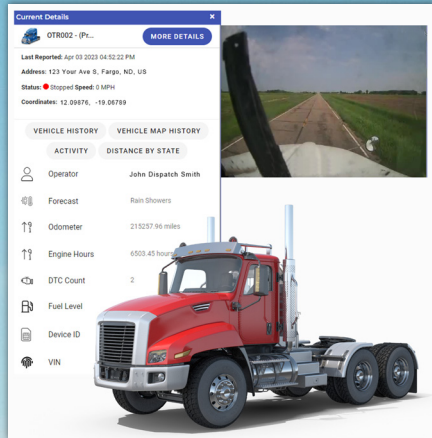 Current Details ×
OTR002 - (Pr...
MORE DETAILS
Last Reported: Apr 03 2023 04:52:22 PM
Address: 123 Your Ave S, Fargo, ND, US
Status: Stopped Speed: 0 MPH
Coordinates: 12.09876, -19.06789
VEHICLE HISTORY
VEHICLE MAP HISTORY
ACTIVITY
DISTANCE BY STATE
Operator John Dispatch Smith
Forecast Rain Showers
Odometer 215257.96 miles
Engine Hours 6503.45 hours
DTC Count 2
Fuel Level
Device ID
VIN